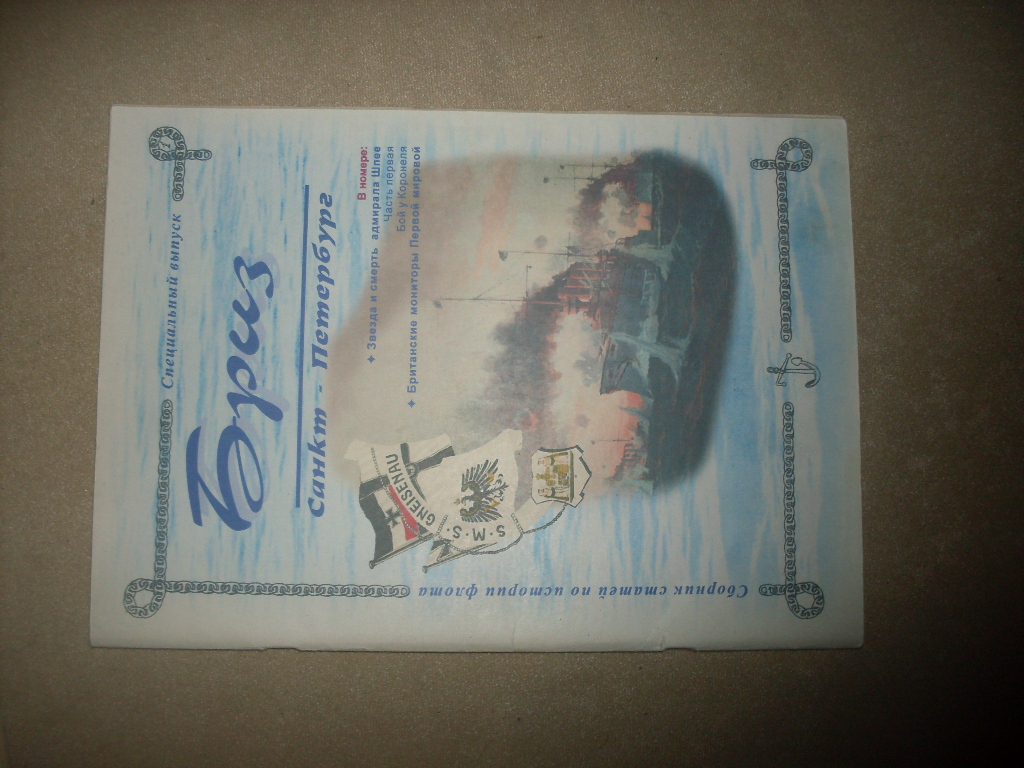 1
Специальный выпуск
Бриз
Санкт - Петербург
В номере:
✦ Звезда и смерть адмирала Шпее
Часть первая
Бой у Коронеля
✦ Британские мониторы Первой мировой
GNEISENAU
S·M·S·
Сборник статей по истории флота